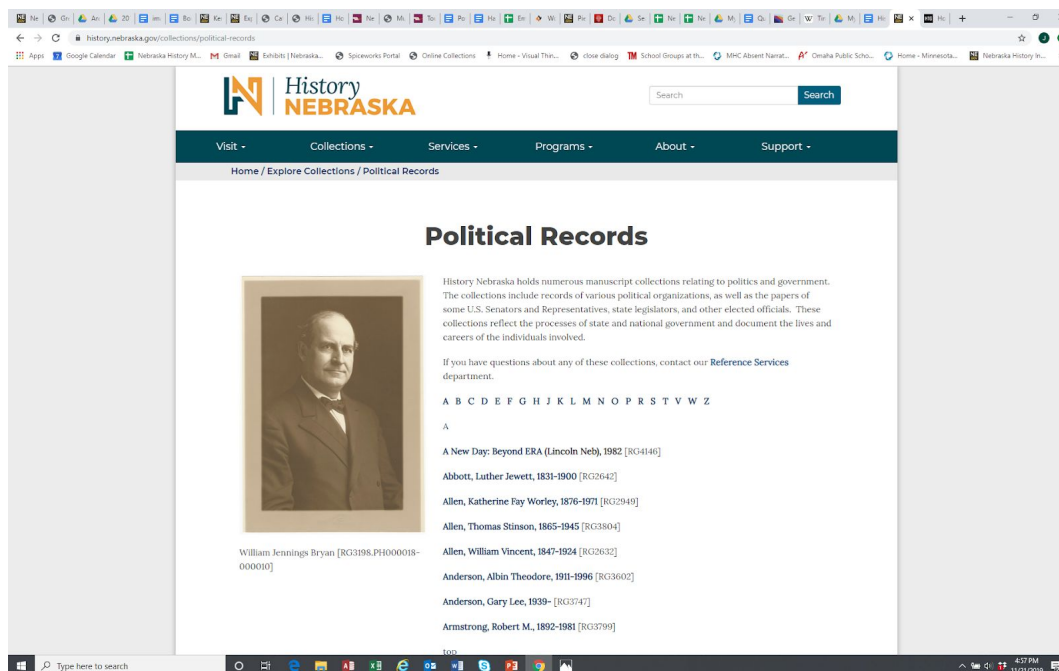 history.nebraska.gov/collections/political-records
Apps Google Calendar Nebraska History M... Gmail Exhibits | Nebraska... Spiceworks Portal Online Collections Home - Visual Thin... close dialog School Groups at th... MHC Absent Narrat... Omaha Public Scho... Home - Minnesota... Nebraska History In...
History
NEBRASKA
Search Search
Visit Collections Services Programs About Support
Home / Explore Collections / Political Records
Political Records
History Nebraska holds numerous manuscript collections relating to politics and government.
The collections include records of various political organizations, as well as the papers of
some U.S. Senators and Representatives, state legislators, and other elected officials. These
collections reflect the processes of state and national government and document the lives and
careers of the individuals involved.
If you have questions about any of these collections, contact our Reference Services
department.
A B C D E F G H J K L M N O P R S T V W Z
A
A New Day: Beyond ERA (Lincoln Neb), 1982 [RG4146]
Abbott, Luther Jewett, 1831-1900 [RG2642]
Allen, Katherine Fay Worley, 1876-1971 [RG2949]
Allen, Thomas Stinson, 1865-1945 [RG3804]
Allen, William Vincent, 1847-1924 [RG2632]
Anderson, Albin Theodore, 1911-1996 [RG3602]
Anderson, Gary Lee, 1939- [RG3747]
Armstrong, Robert M., 1892-1981 [RG3799]
top
William Jennings Bryan [RG3198.PH000018-
000010]
Type here to search
4:57 PM
11/21/2019